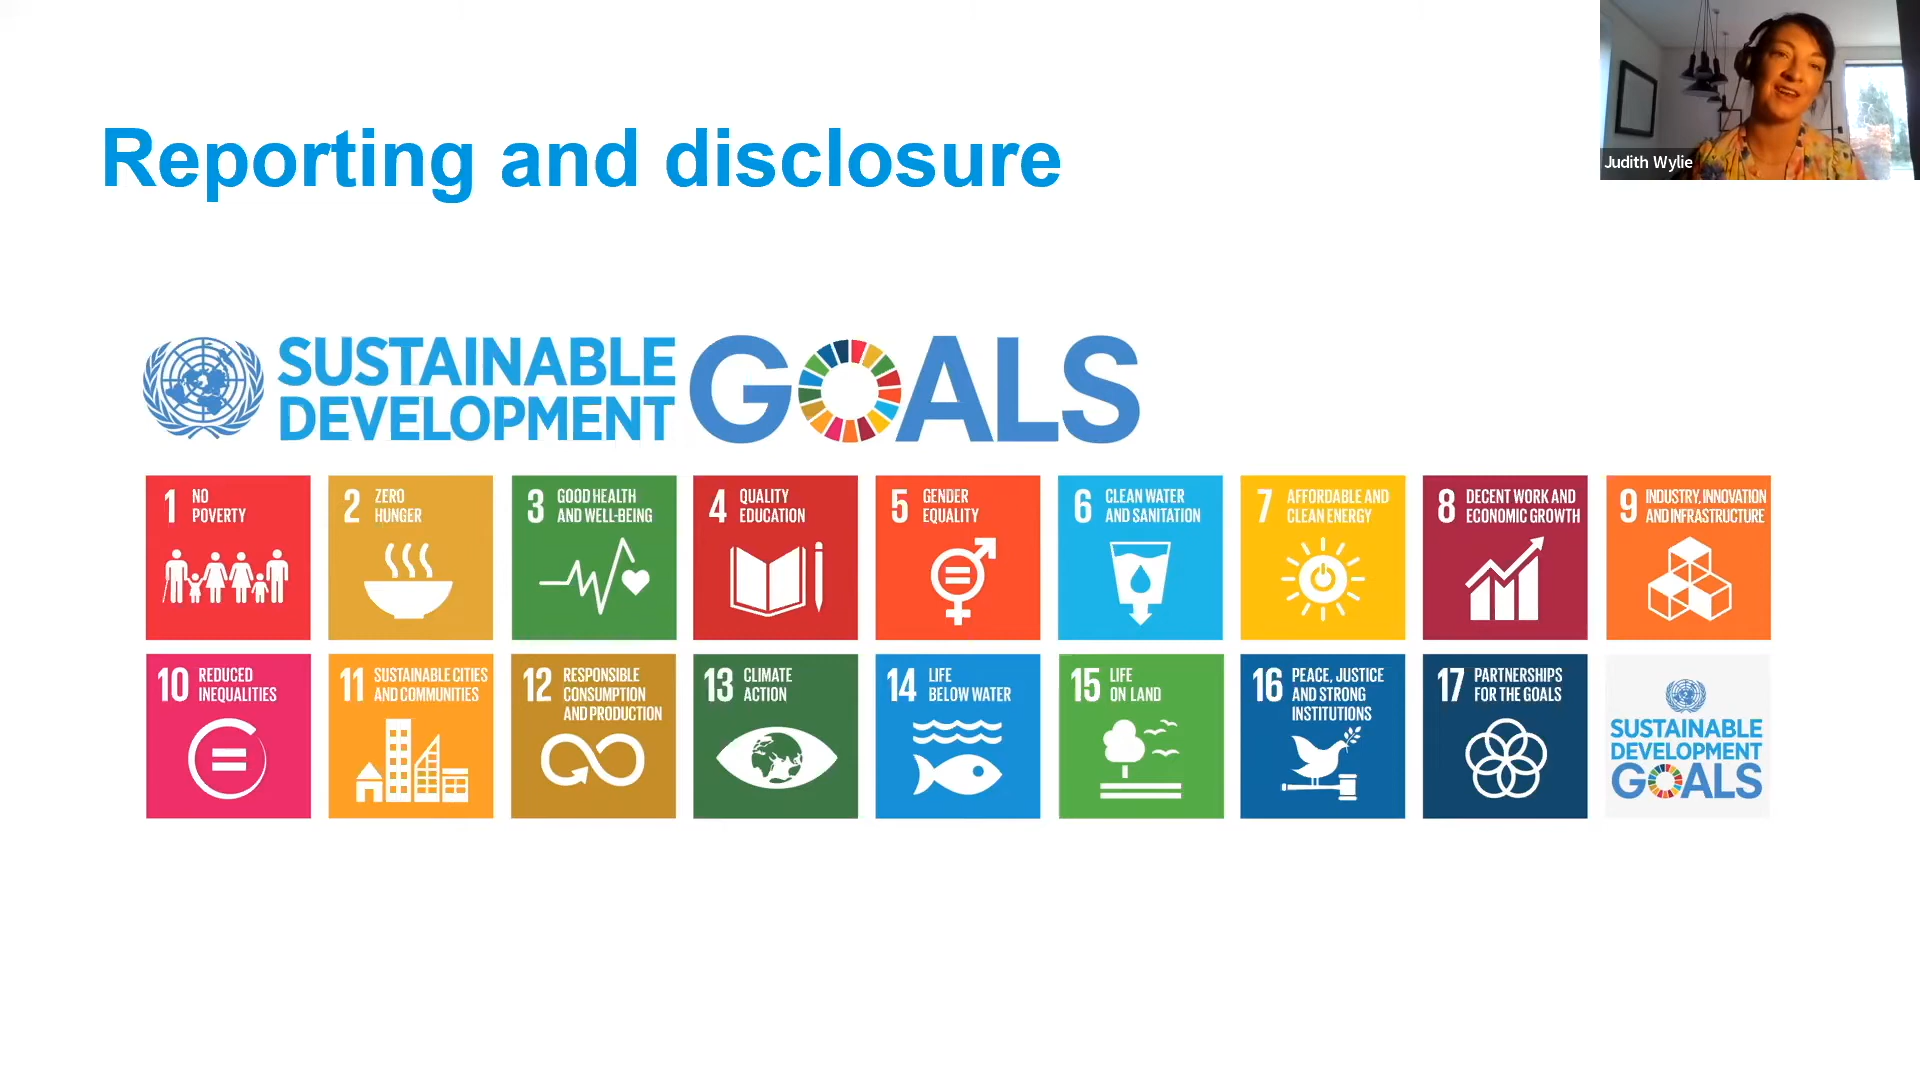 Judith Wylie
Reporting and disclosure
SUSTAINABLE
DEVELOPMENT
GOALS
1 NO
POVERTY
2 ZERO
HUNGER
3 GOOD HEALTH
AND WELL-BEING
4 QUALITY
EDUCATION
5 GENDER
EQUALITY
6 CLEAN WATER
AND SANITATION
7 AFFORDABLE AND
CLEAN ENERGY
8 DECENT WORK AND
ECONOMIC GROWTH
9 INDUSTRY, INNOVATION
AND INFRASTRUCTURE
10 REDUCED
INEQUALITIES
11 SUSTAINABLE CITIES
AND COMMUNITIES
12 RESPONSIBLE
CONSUMPTION
AND PRODUCTION
13 CLIMATE
ACTION
14 LIFE
BELOW WATER
15 LIFE
ON LAND
16 PEACE, JUSTICE
AND STRONG
INSTITUTIONS
17 PARTNERSHIPS
FOR THE GOALS
SUSTAINABLE
DEVELOPMENT
GOALS